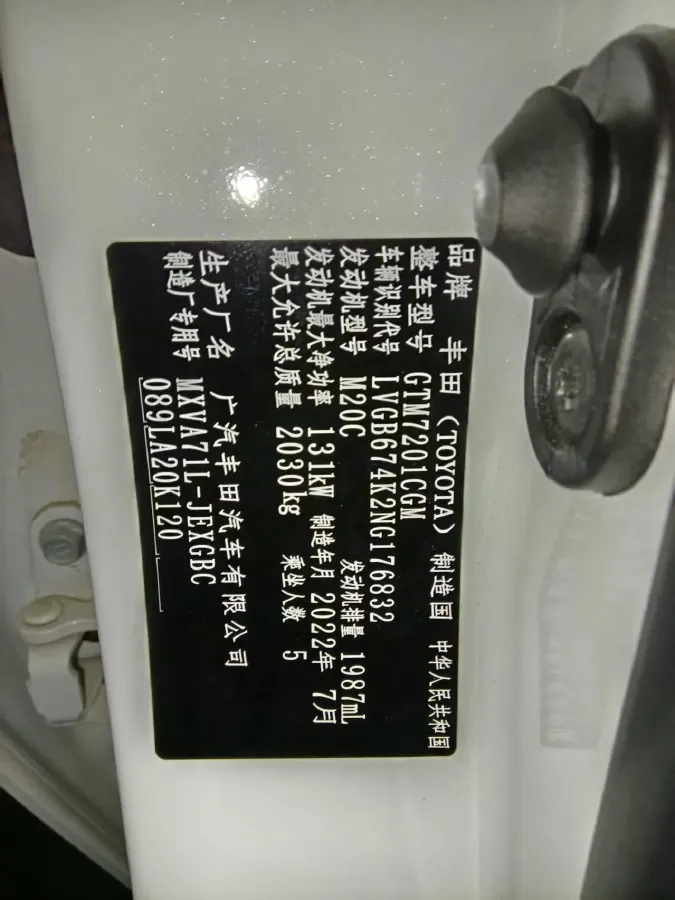 品牌 丰田（TOYOTA） 制造国 中华人民共和国
整车型号 GTM7201CGM
车辆识别代号 LVGB674K2NG176832
发动机型号 M20C 发动机排量 1987mL
发动机最大净功率 131kW 制造年月 2022年 7月
最大允许总质量 2030kg 乘坐人数 5
生产厂名 广汽丰田汽车有限公司
制造厂专用号 MXVA71L-JEXGBC
089LA20K120